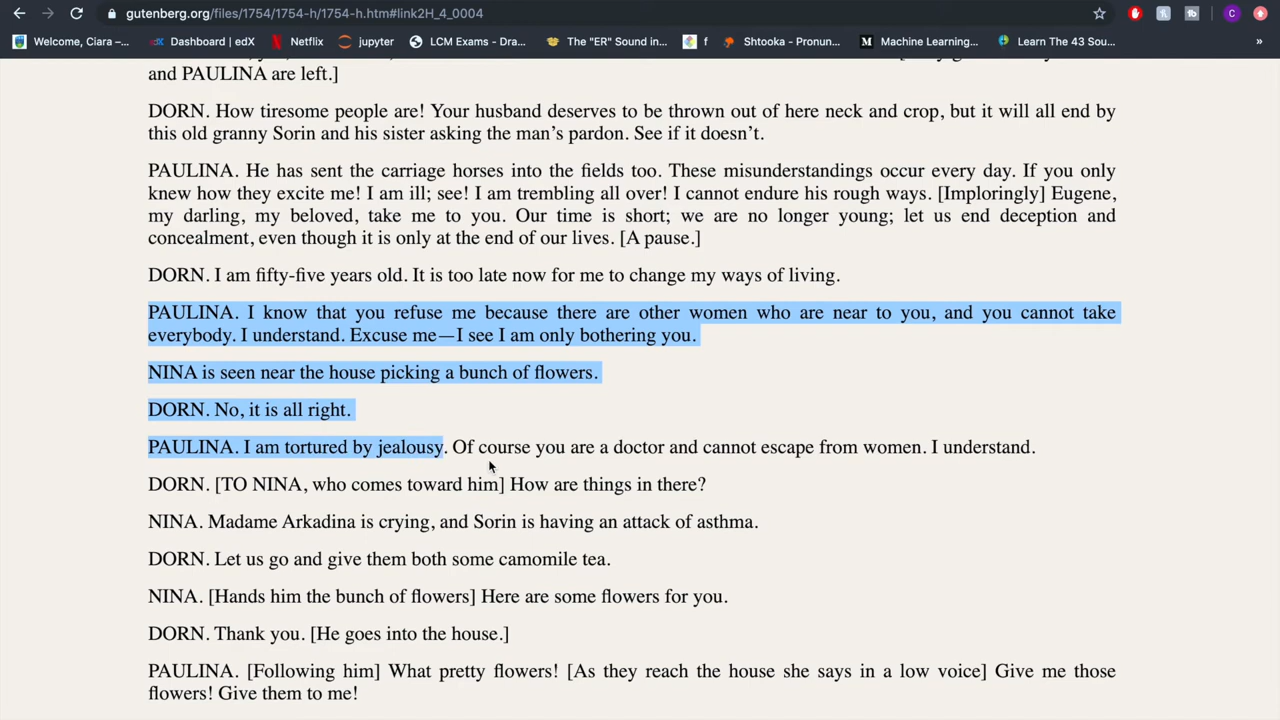 gutenberg.org/files/1754/1754-h/1754-h.htm#link2H_4_0004
Welcome, Ciara –... Dashboard | edX Netflix jupyter LCM Exams - Dra... The "ER" Sound in... f Shtooka - Pronun... Machine Learning... Learn The 43 Sou... »
and PAULINA are left.]
DORN. How tiresome people are! Your husband deserves to be thrown out of here neck and crop, but it will all end by
this old granny Sorin and his sister asking the man’s pardon. See if it doesn’t.
PAULINA. He has sent the carriage horses into the fields too. These misunderstandings occur every day. If you only
knew how they excite me! I am ill; see! I am trembling all over! I cannot endure his rough ways. [Imploringly] Eugene,
my darling, my beloved, take me to you. Our time is short; we are no longer young; let us end deception and
concealment, even though it is only at the end of our lives. [A pause.]
DORN. I am fifty-five years old. It is too late now for me to change my ways of living.
PAULINA. I know that you refuse me because there are other women who are near to you, and you cannot take
everybody. I understand. Excuse me—I see I am only bothering you.
NINA is seen near the house picking a bunch of flowers.
DORN. No, it is all right.
PAULINA. I am tortured by jealousy. Of course you are a doctor and cannot escape from women. I understand.
DORN. [TO NINA, who comes toward him] How are things in there?
NINA. Madame Arkadina is crying, and Sorin is having an attack of asthma.
DORN. Let us go and give them both some camomile tea.
NINA. [Hands him the bunch of flowers] Here are some flowers for you.
DORN. Thank you. [He goes into the house.]
PAULINA. [Following him] What pretty flowers! [As they reach the house she says in a low voice] Give me those
flowers! Give them to me!